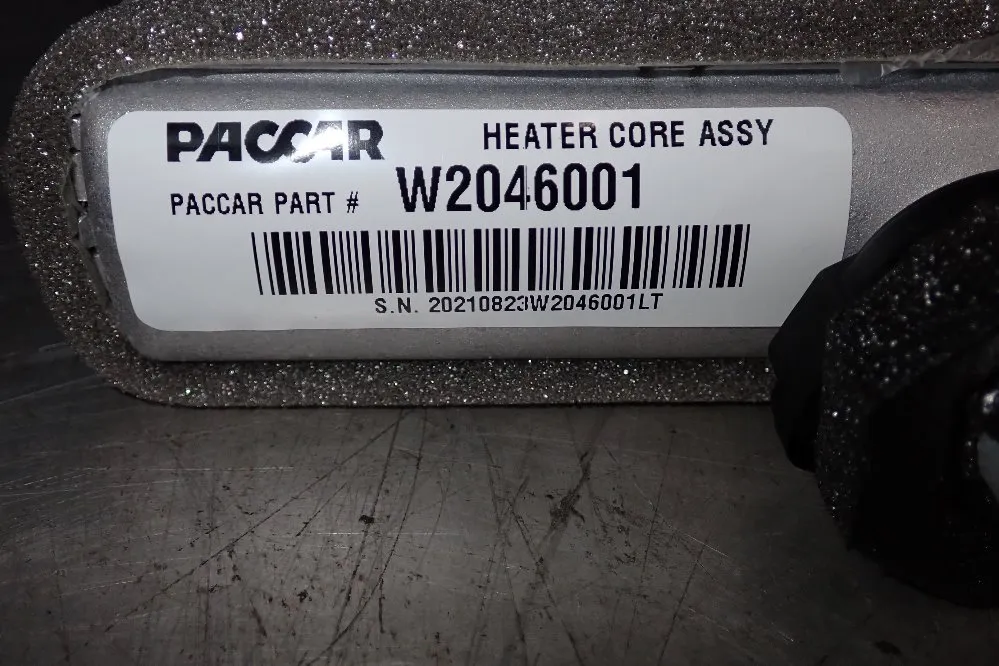 PACCAR HEATER CORE ASSY
PACCAR PART # W2046001
S.N. 20210823W2046001LT